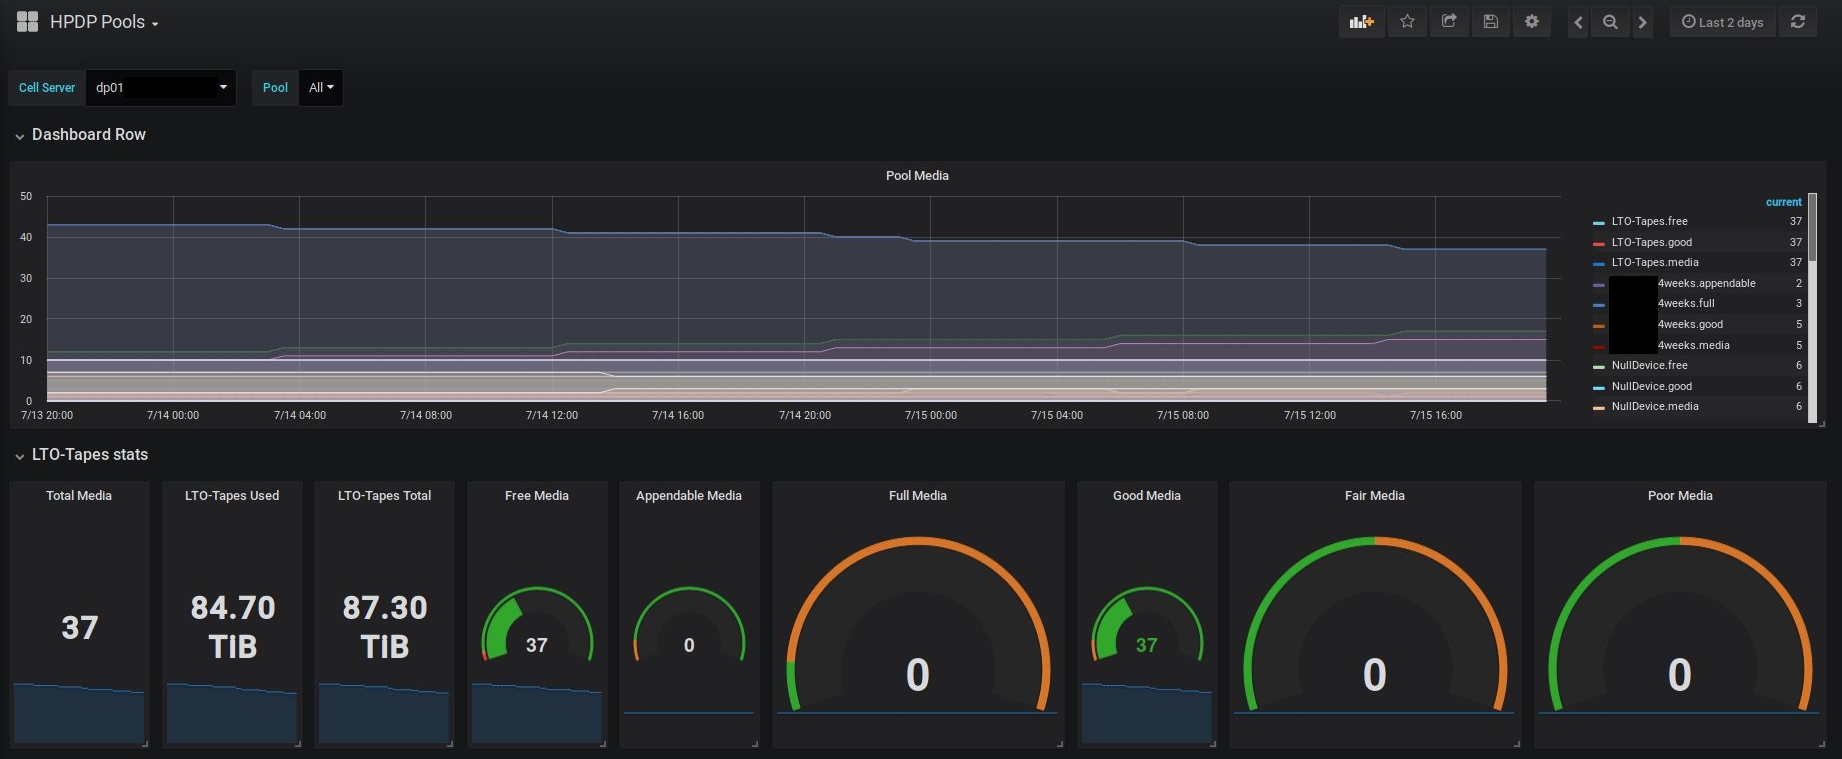 HPDP Pools
Last 2 days
Cell Server dp01 Pool All
Dashboard Row
Pool Media
50
40
30
20
10
0
7/13 20:00 7/14 00:00 7/14 04:00 7/14 08:00 7/14 12:00 7/14 16:00 7/14 20:00 7/15 00:00 7/15 04:00 7/15 08:00 7/15 12:00 7/15 16:00
current
LTO-Tapes.free 37
LTO-Tapes.good 37
LTO-Tapes.media 37
4weeks.appendable 2
4weeks.full 3
4weeks.good 5
4weeks.media 5
NullDevice.free 6
NullDevice.good 6
NullDevice.media 6
LTO-Tapes stats
Total Media
37
LTO-Tapes Used
84.70
TiB
LTO-Tapes Total
87.30
TiB
Free Media
37
Appendable Media
0
Full Media
0
Good Media
37
Fair Media
0
Poor Media
0